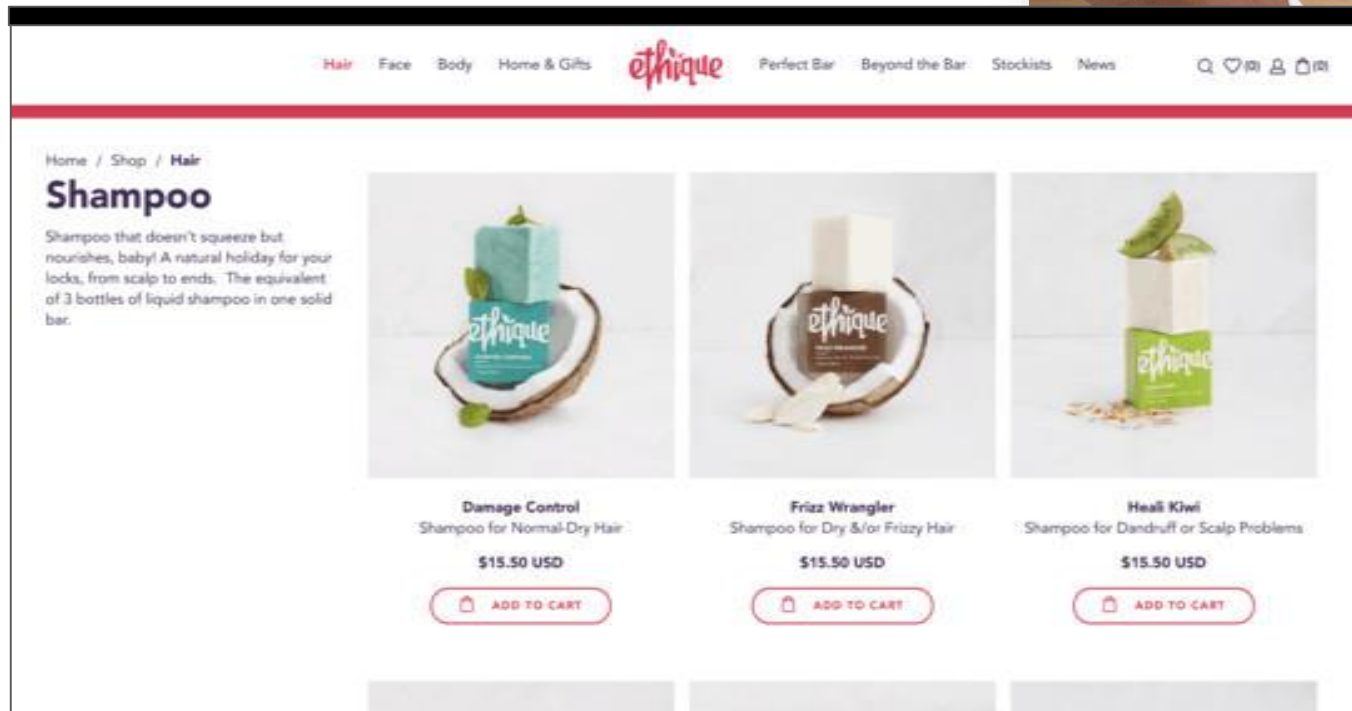 Hair
Face
Body
Home & Gifts
ethique
Perfect Bar
Beyond the Bar
Stockists
News
(0)
(0)
Home / Shop / Hair
Shampoo
Shampoo that doesn't squeeze but
nourishes, baby! A natural holiday for your
locks, from scalp to ends. The equivalent
of 3 bottles of liquid shampoo in one solid
bar.
ethique
ethique
ethique
Damage Control
Shampoo for Normal-Dry Hair
$15.50 USD
ADD TO CART
Frizz Wrangler
Shampoo for Dry &/or Frizzy Hair
$15.50 USD
ADD TO CART
Heali Kiwi
Shampoo for Dandruff or Scalp Problems
$15.50 USD
ADD TO CART